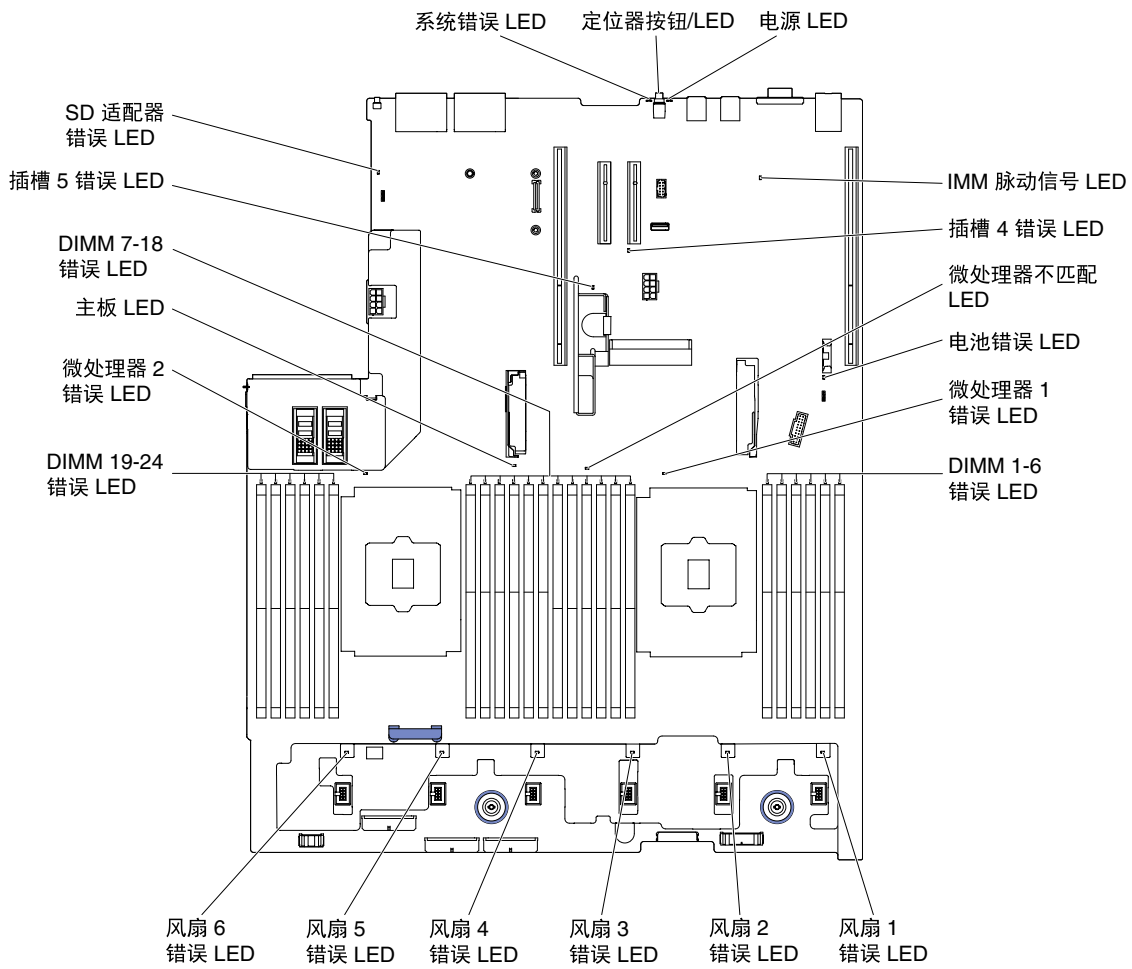 系统错误 LED
定位器按钮/LED
电源 LED
SD 适配器
错误 LED
插槽 5 错误 LED
DIMM 7-18
错误 LED
主板 LED
微处理器 2
错误 LED
DIMM 19-24
错误 LED
IMM 脉动信号 LED
插槽 4 错误 LED
微处理器不匹配
LED
电池错误 LED
微处理器 1
错误 LED
DIMM 1-6
错误 LED
风扇 6
错误 LED
风扇 5
错误 LED
风扇 4
错误 LED
风扇 3
错误 LED
风扇 2
错误 LED
风扇 1
错误 LED